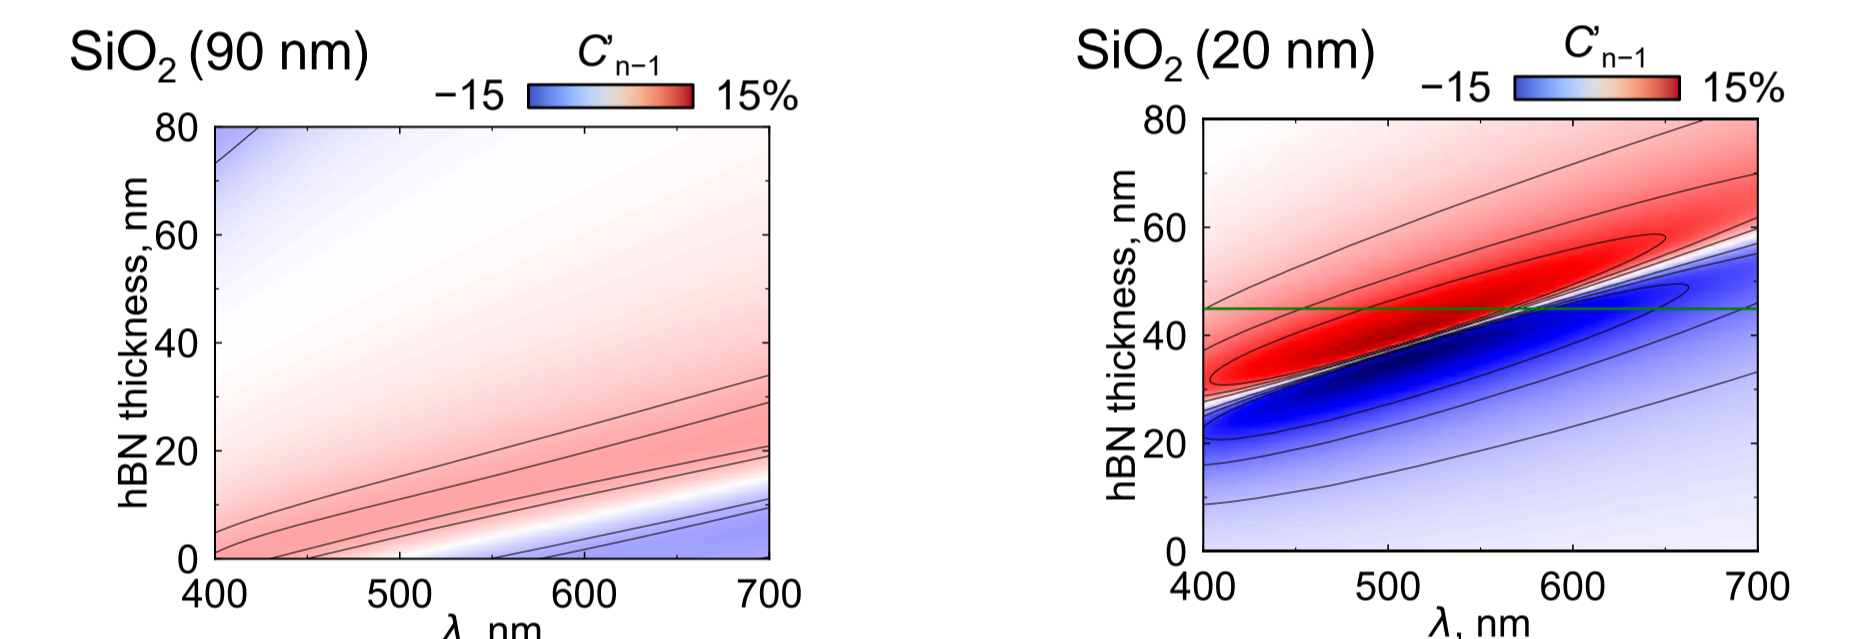 SiO₂ (90 nm)
C'ₙ₋₁
−15 15%
80
60
40
20
0
hBN thickness, nm
400 500 600 700
λ, nm
SiO₂ (20 nm)
C'ₙ₋₁
−15 15%
80
60
40
20
0
hBN thickness, nm
400 500 600 700
λ, nm